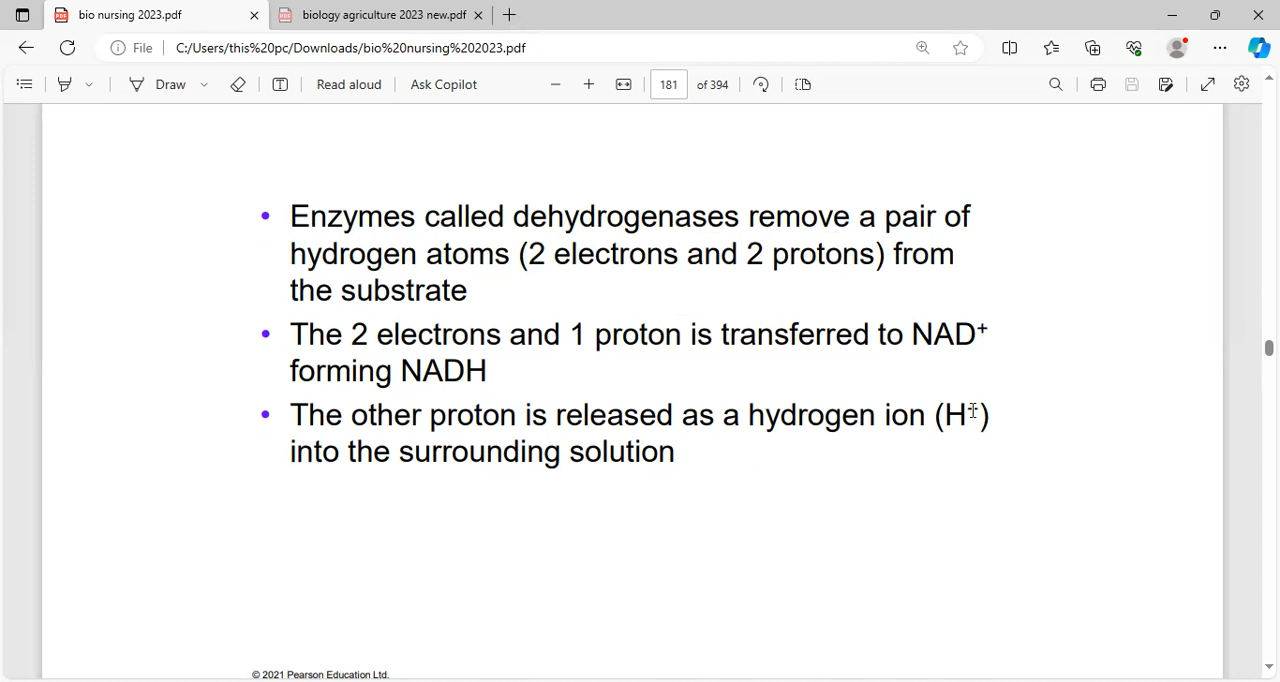 bio nursing 2023.pdf
biology agriculture 2023 new.pdf
File
C:/Users/this%20pc/Downloads/bio%20nursing%202023.pdf
Draw
Read aloud
Ask Copilot
181 of 394
• Enzymes called dehydrogenases remove a pair of
hydrogen atoms (2 electrons and 2 protons) from
the substrate
• The 2 electrons and 1 proton is transferred to NAD⁺
forming NADH
• The other proton is released as a hydrogen ion (H⁺)
into the surrounding solution
© 2021 Pearson Education Ltd.